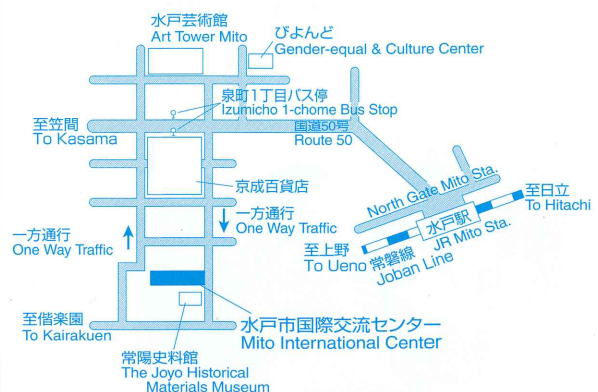 水戸芸術館
Art Tower Mito
びよんど
Gender-equal & Culture Center
泉町1丁目バス停
Izumicho 1-chome Bus Stop
至笠間
To Kasama
国道50号
Route 50
京成百貨店
North Gate Mito Sta.
至日立
To Hitachi
水戸駅
JR Mito Sta.
至上野
To Ueno
常磐線
Joban Line
一方通行
One Way Traffic
一方通行
One Way Traffic
至偕楽園
To Kairakuen
水戸市国際交流センター
Mito International Center
常陽史料館
The Joyo Historical
Materials Museum